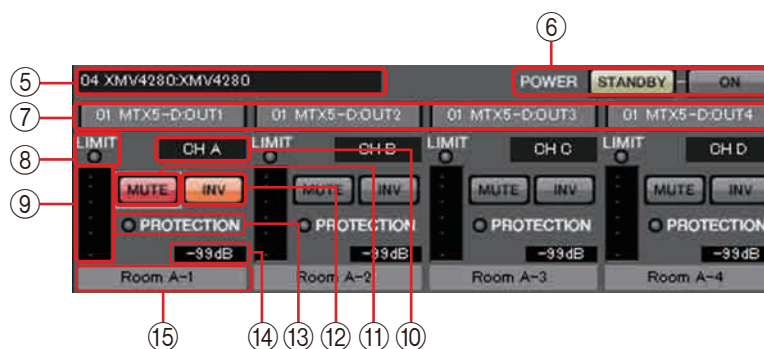 ⑥
⑤ 04 XMV4280:XMV4280 POWER STANDBY ON
⑦ 01 MTX5-D:OUT1 01 MTX5-D:OUT2 01 MTX5-D:OUT3 01 MTX5-D:OUT4
⑧ LIMIT CH A LIMIT CH B LIMIT CH C LIMIT CH D
⑨ MUTE INV MUTE INV MUTE INV MUTE INV
PROTECTION PROTECTION PROTECTION PROTECTION
-99dB -99dB -99dB
Room A-1 Room A-2 Room A-3 Room A-4
⑮ ⑭ ⑬ ⑫ ⑪ ⑩